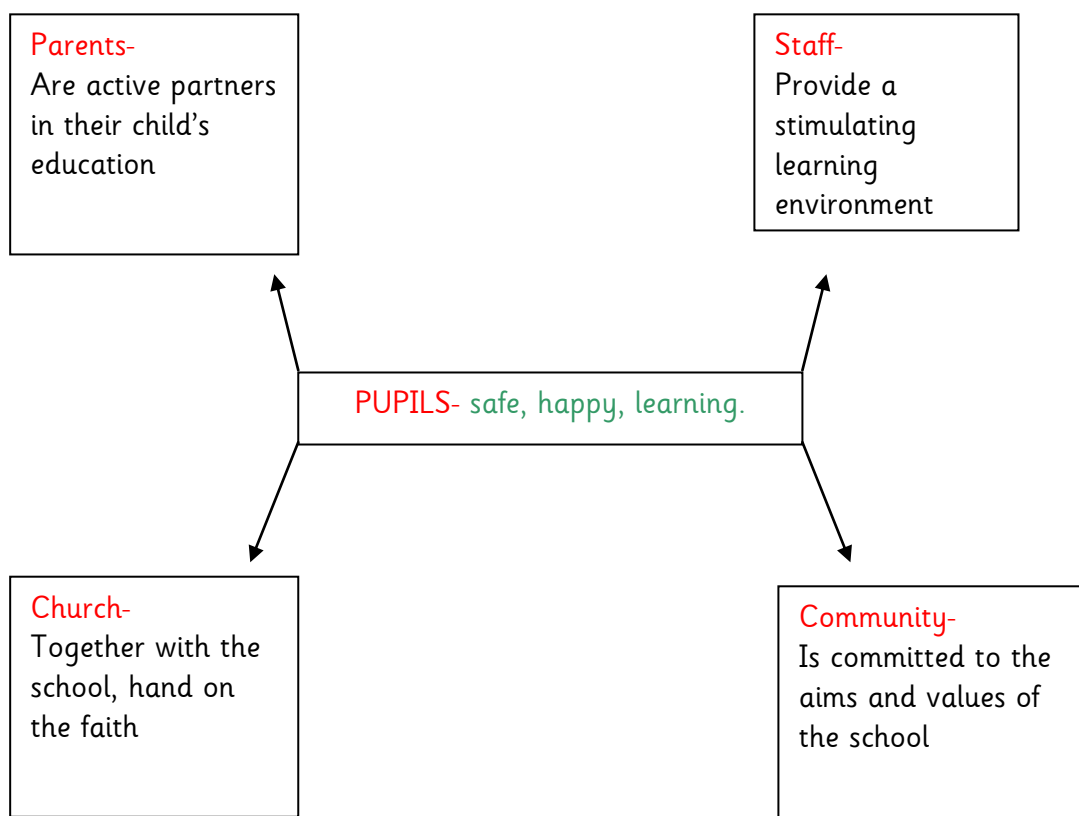 Parents-
Are active partners
in their child's
education
Staff-
Provide a
stimulating
learning
environment
PUPILS- safe, happy, learning.
Church-
Together with the
school, hand on
the faith
Community-
Is committed to the
aims and values of
the school